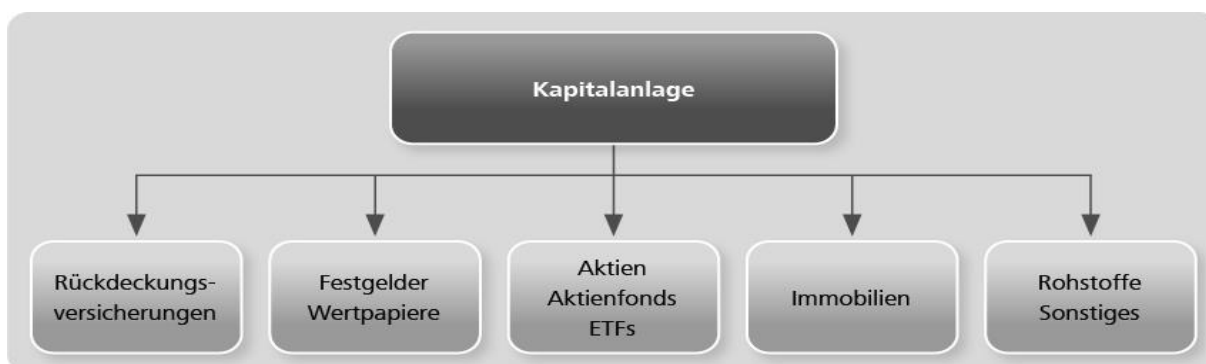 Kapitalanlage
Rückdeckungs-
versicherungen
Festgelder
Wertpapiere
Aktien
Aktienfonds
ETFs
Immobilien
Rohstoffe
Sonstiges